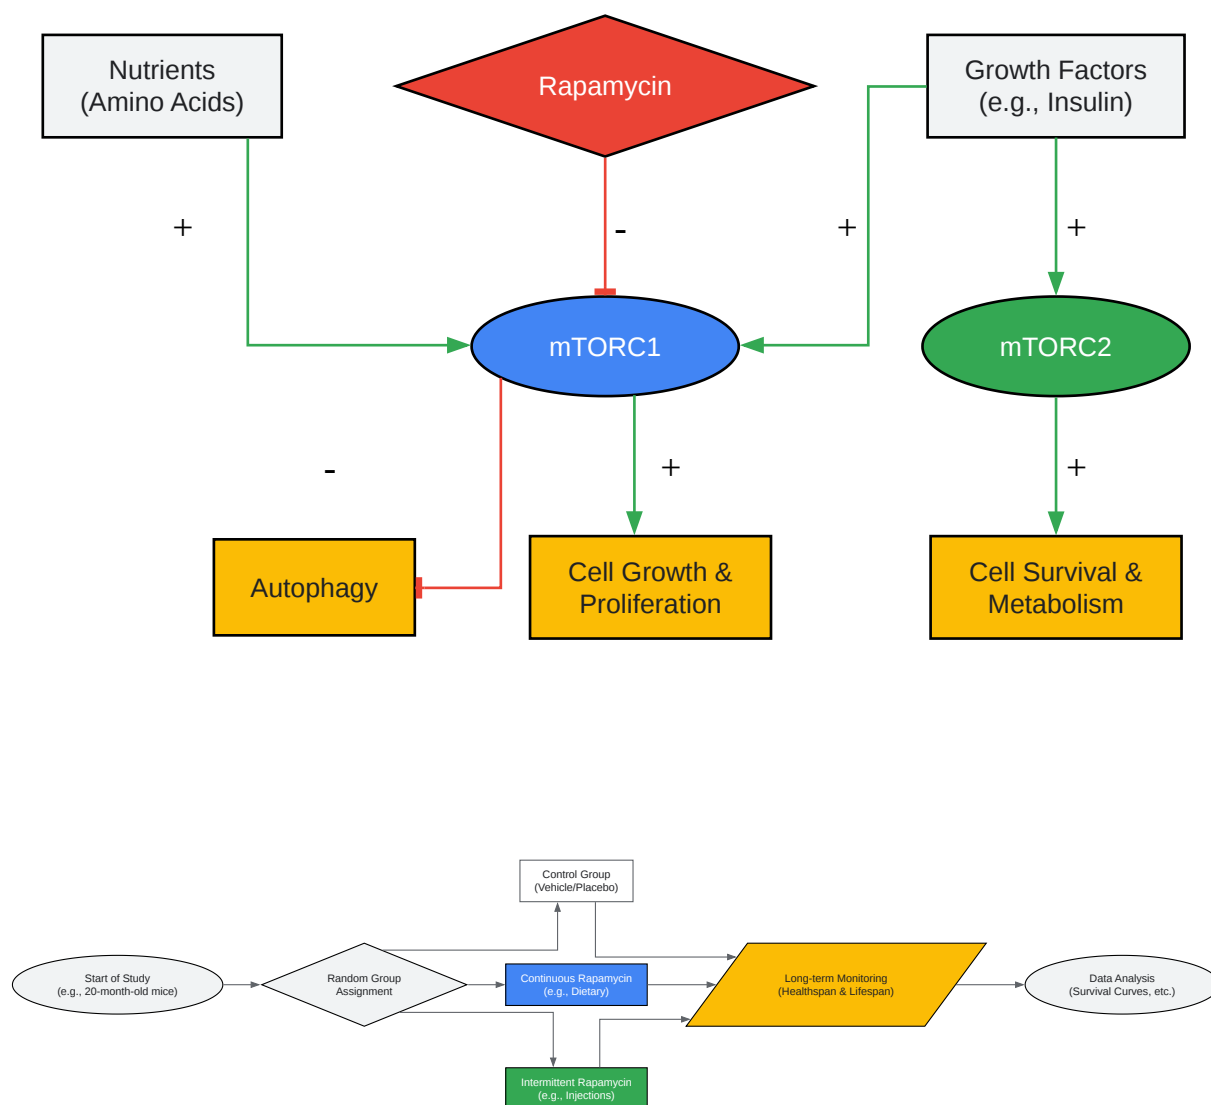 Nutrients
(Amino Acids)
Rapamycin
Growth Factors
(e.g., Insulin)
+
-
+
+
mTORC1
mTORC2
-
+
+
Autophagy
Cell Growth &
Proliferation
Cell Survival &
Metabolism
Control Group
(Vehicle/Placebo)
Start of Study
(e.g., 20-month-old mice)
Random Group
Assignment
Continuous Rapamycin
(e.g., Dietary)
Long-term Monitoring
(Healthspan & Lifespan)
Data Analysis
(Survival Curves, etc.)
Intermittent Rapamycin
(e.g., Injections)